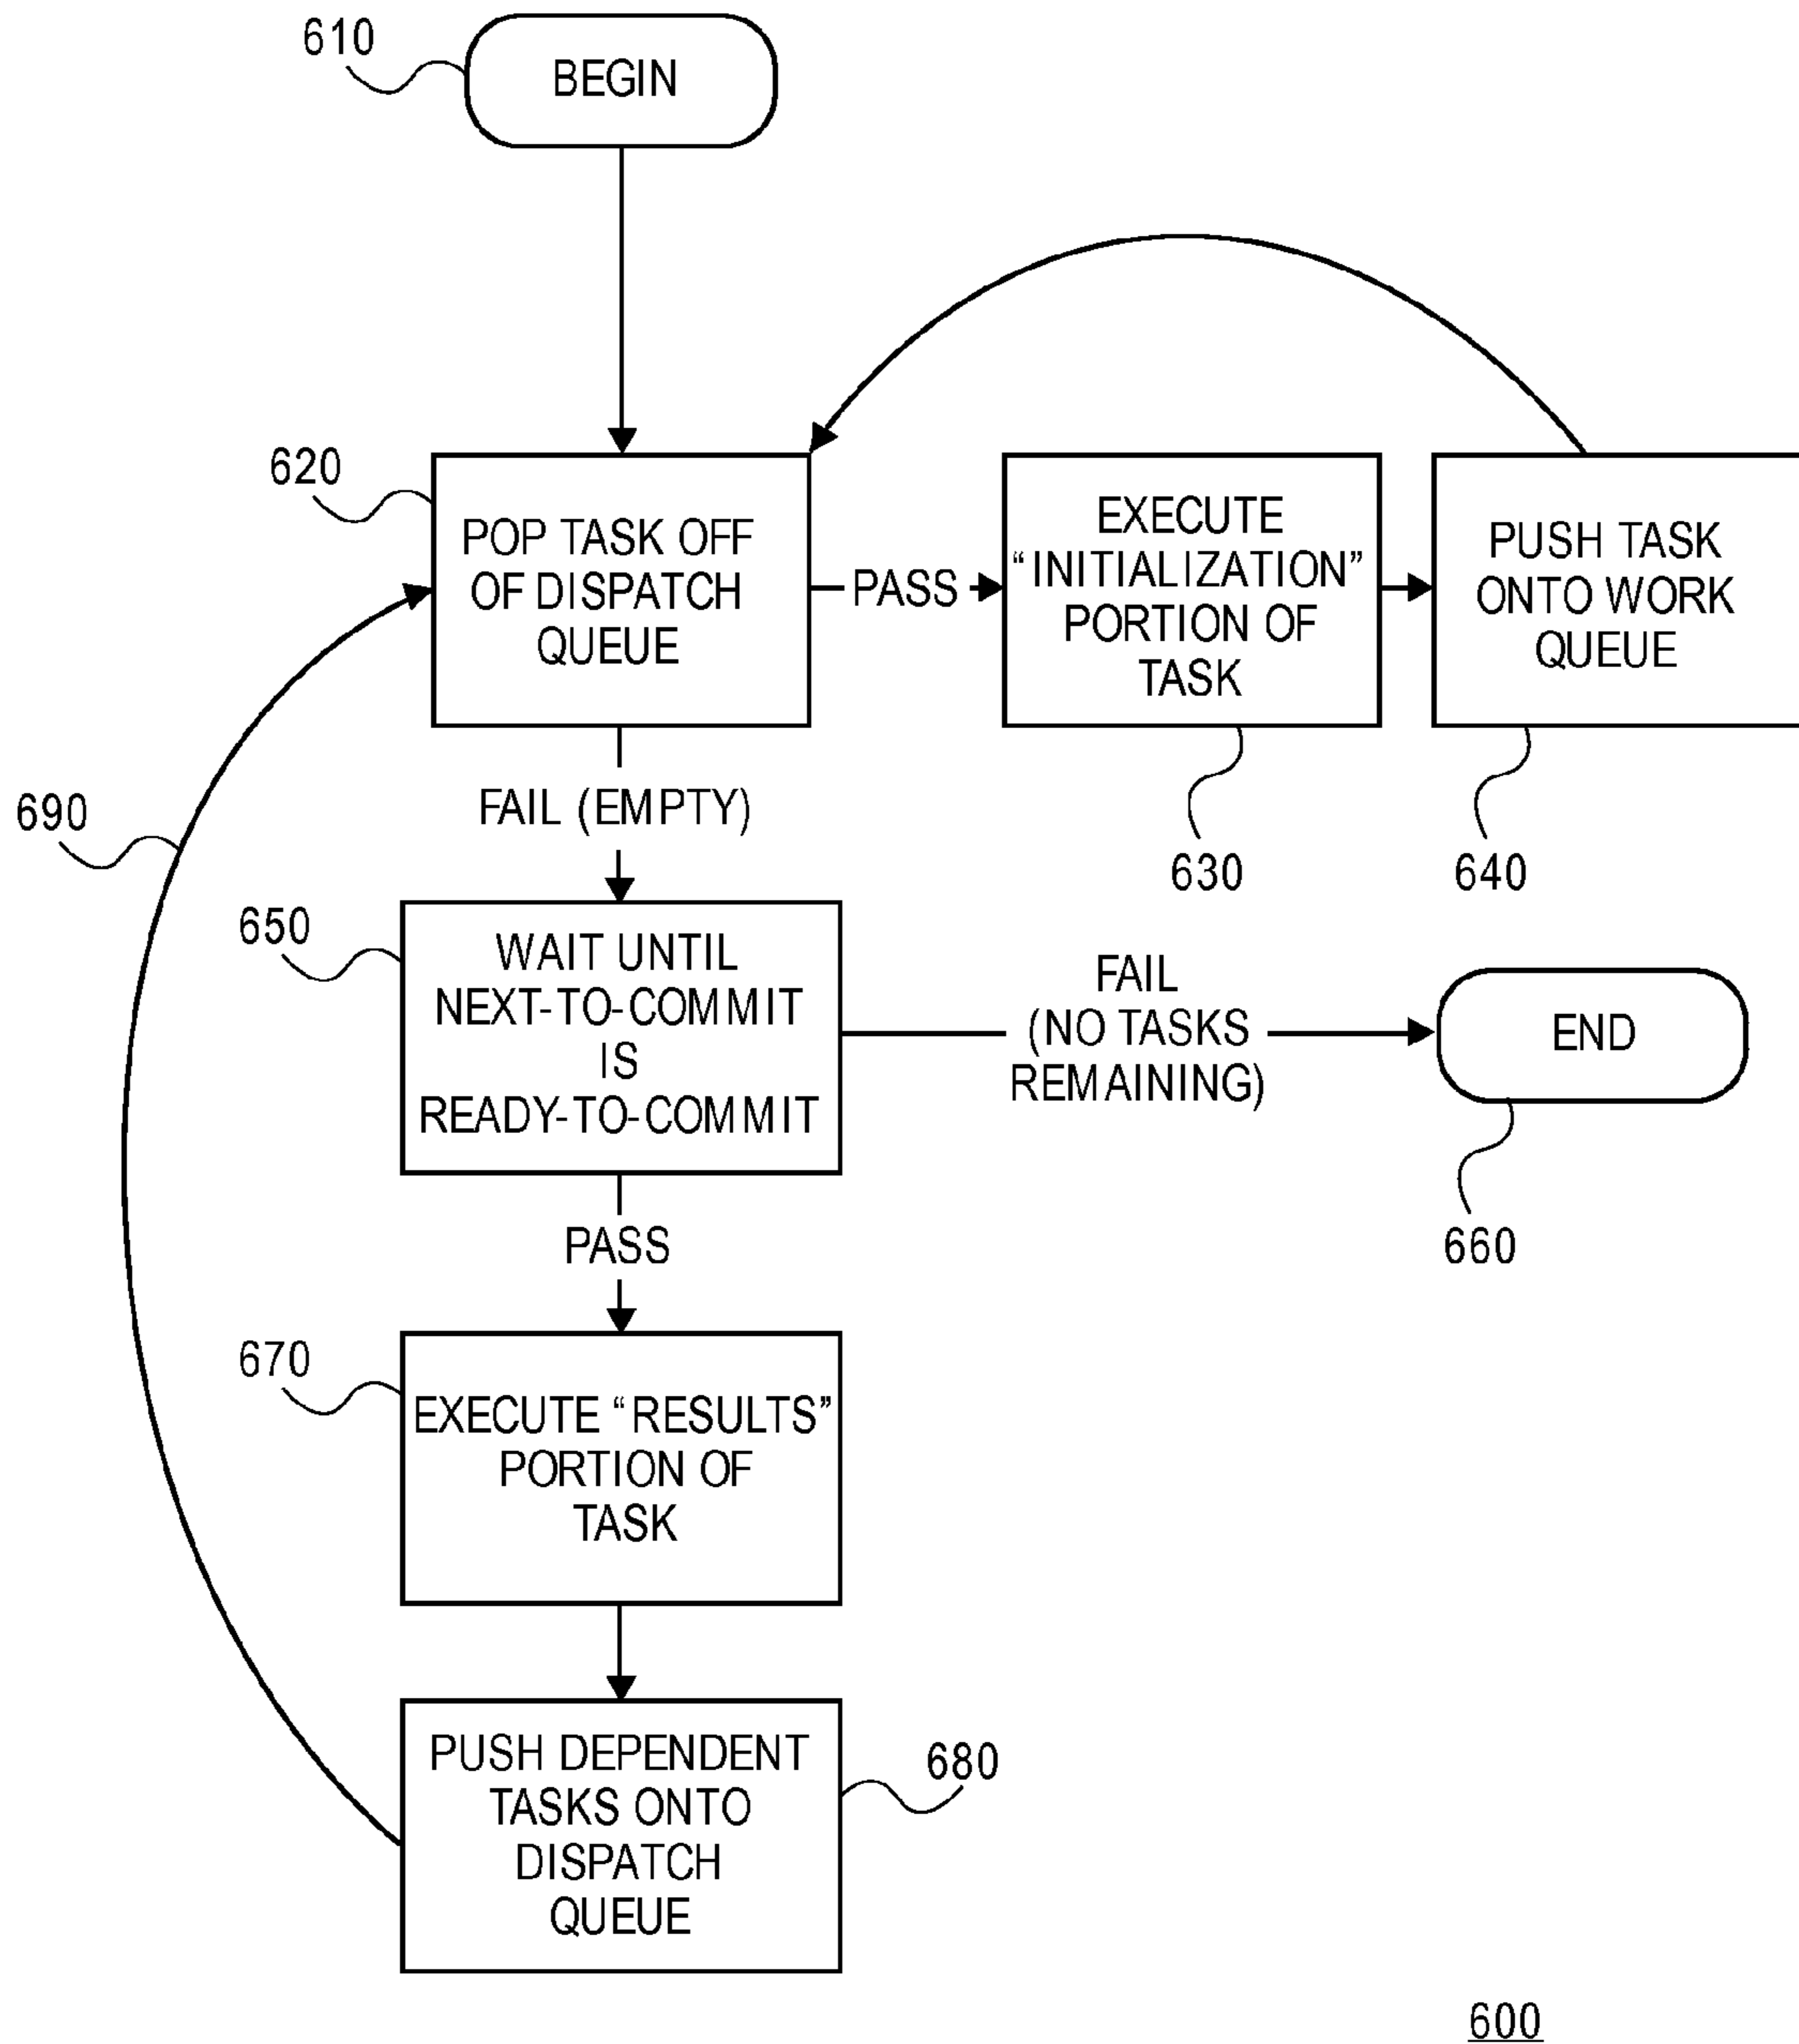 610
BEGIN
620
POP TASK OFF
OF DISPATCH
QUEUE
PASS
EXECUTE
“INITIALIZATION”
PORTION OF
TASK
630
PUSH TASK
ONTO WORK
QUEUE
640
FAIL (EMPTY)
690
650
WAIT UNTIL
NEXT-TO-COMMIT
IS
READY-TO-COMMIT
FAIL
(NO TASKS
REMAINING)
END
660
PASS
670
EXECUTE “RESULTS”
PORTION OF
TASK
PUSH DEPENDENT
TASKS ONTO
DISPATCH
QUEUE
680
600